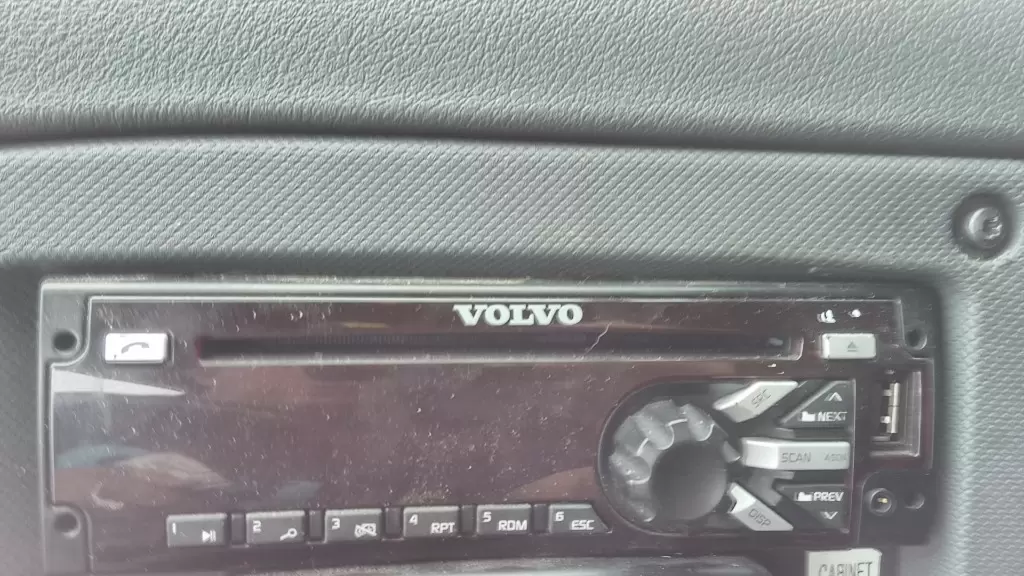 VOLVO
SRC
NEXT
SCAN
PREV
DISP
1
2
3
4 RPT
5 RDM
6 ESC
CABINET